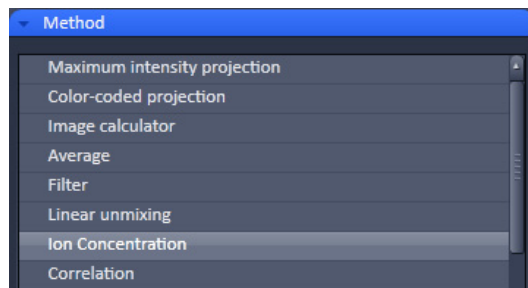 Method
Maximum intensity projection
Color-coded projection
Image calculator
Average
Filter
Linear unmixing
Ion Concentration
Correlation